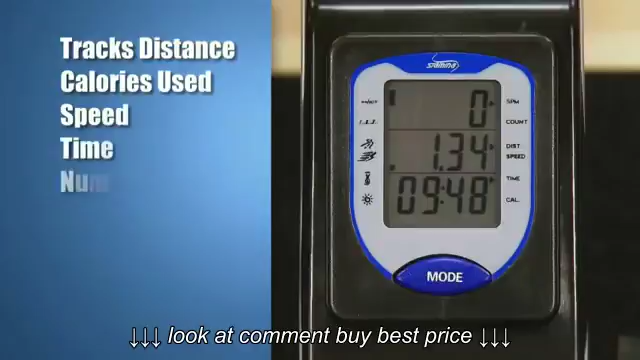 Tracks Distance
Calories Used
Speed
Time
Num
stamina
0
1.34
09:48
SPM
COUNT
DIST
SPEED
TIME
CAL.
MODE
↓↓↓ look at comment buy best price ↓↓↓